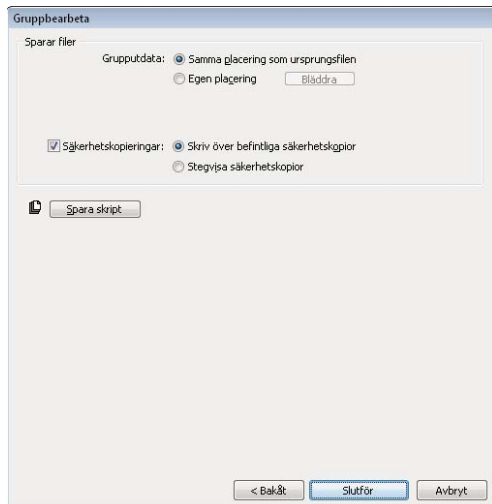 Gruppbearbeta
Sparar filer
Grupputdata: Samma placering som ursprungsfilen
Egen placering Bläddra
Säkerhetskopieringar: Skriv över befintliga säkerhetskopior
Stegvisa säkerhetskopior
Spara skript
< Bakåt Slutför Avbryt